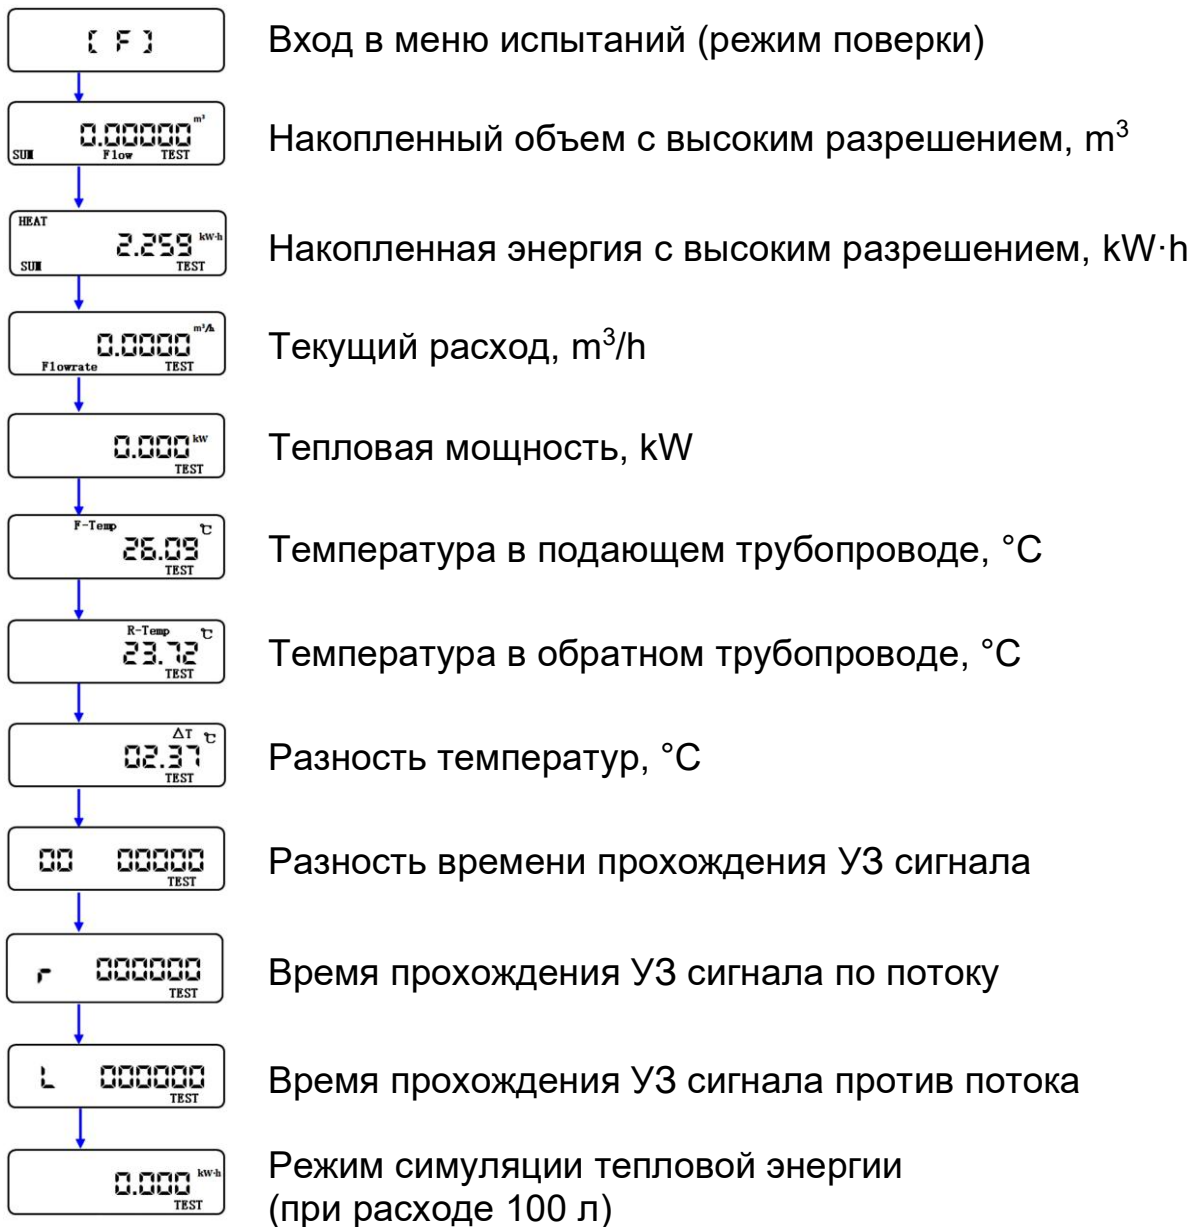 [ F ] Вход в меню испытаний (режим поверки)
0.00000 m³
SUM Flow TEST
Накопленный объем с высоким разрешением, m³
HEAT
2.259 kW·h
SUM TEST
Накопленная энергия с высоким разрешением, kW·h
0.0000 m³/h
Flowrate TEST
Текущий расход, m³/h
0.000 kW
TEST
Тепловая мощность, kW
F-Temp ℃
26.09
TEST
Температура в подающем трубопроводе, °C
R-Temp ℃
23.72
TEST
Температура в обратном трубопроводе, °C
ΔT ℃
02.37
TEST
Разность температур, °C
00 00000
TEST
Разность времени прохождения УЗ сигнала
r 000000
TEST
Время прохождения УЗ сигнала по потоку
L 000000
TEST
Время прохождения УЗ сигнала против потока
0.000 kW·h
TEST
Режим симуляции тепловой энергии
(при расходе 100 л)